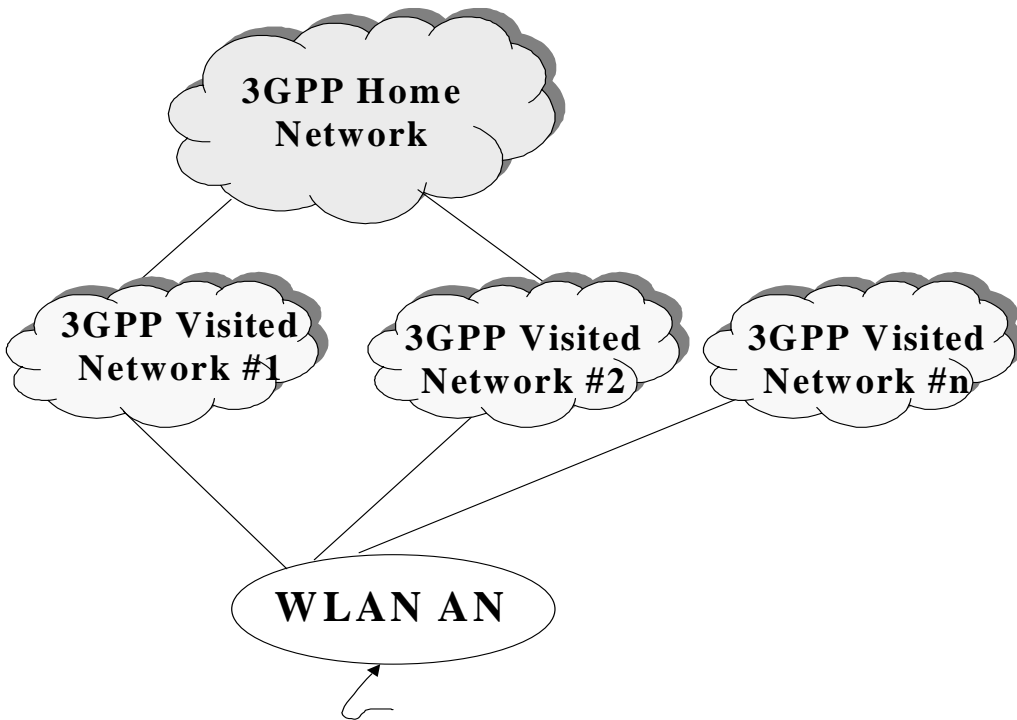 3GPP Home
Network
3GPP Visited
Network #1
3GPP Visited
Network #2
3GPP Visited
Network #n
WLAN AN